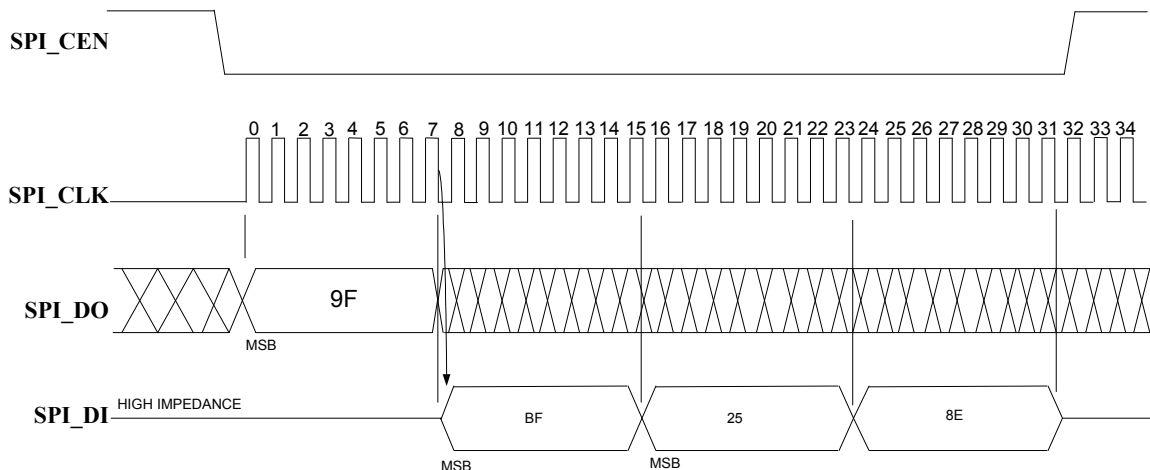 SPI_CEN
0 1 2 3 4 5 6 7 8 9 10 11 12 13 14 15 16 17 18 19 20 21 22 23 24 25 26 27 28 29 30 31 32 33 34
SPI_CLK
9F
SPI_DO
MSB
HIGH IMPEDANCE
SPI_DI
BF
25
8E
MSB
MSB